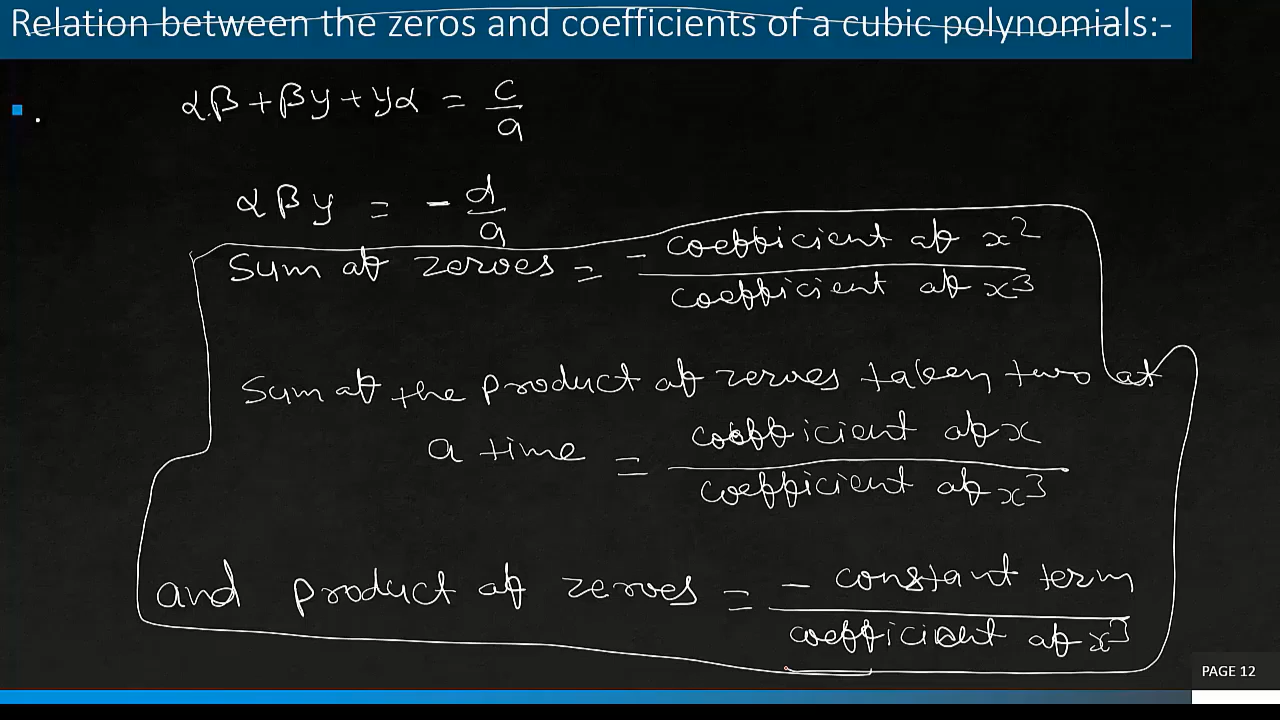 Relation between the zeros and coefficients of a cubic polynomials:-
αβ + βγ + γα = c/a
αβγ = - d/a
Sum of zeroes = - coefficient of x² / coefficient of x³
Sum of the product of zeroes taken two at
a time = coefficient of x / coefficient of x³
and product of zeroes = - constant term / coefficient of x³
PAGE 12